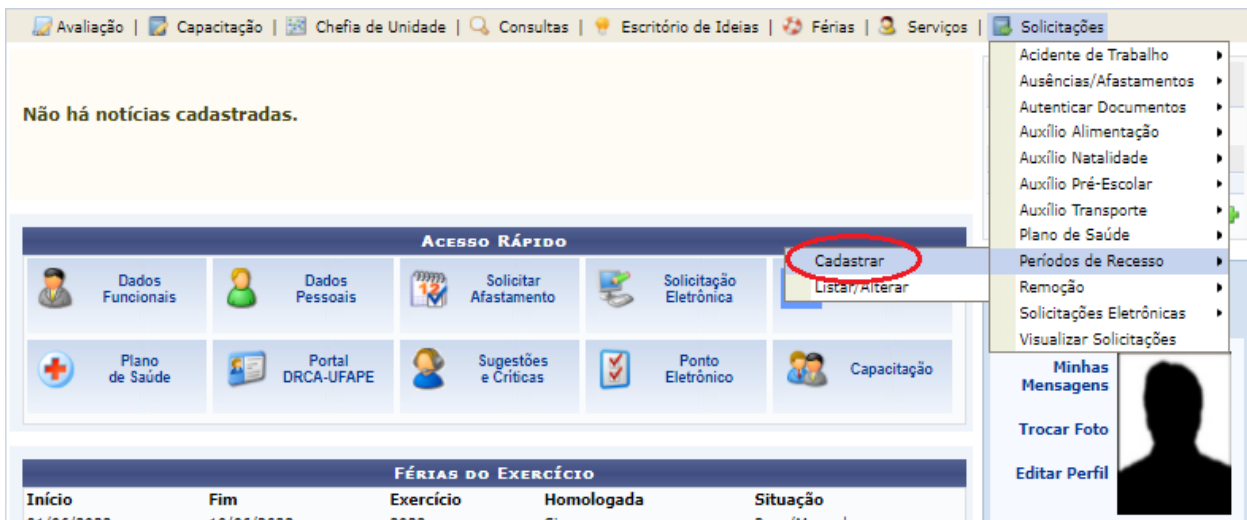 Avaliação | Capacitação | Chefia de Unidade | Consultas | Escritório de Ideias | Férias | Serviços | Solicitações
Acidente de Trabalho
Ausências/Afastamentos
Autenticar Documentos
Auxílio Alimentação
Auxílio Natalidade
Auxílio Pré-Escolar
Auxílio Transporte
Plano de Saúde
Períodos de Recesso
Remoção
Solicitações Eletrônicas
Visualizar Solicitações
Cadastrar
Listar/Alterar
Não há notícias cadastradas.
Acesso Rápido
Dados
Funcionais
Dados
Pessoais
Solicitar
Afastamento
Solicitação
Eletrônica
Plano
de Saúde
Portal
DRCA-UFAPE
Sugestões
e Críticas
Ponto
Eletrônico
Capacitação
Minhas
Mensagens
Trocar Foto
Editar Perfil
Férias do Exercício
Início Fim Exercício Homologada Situação